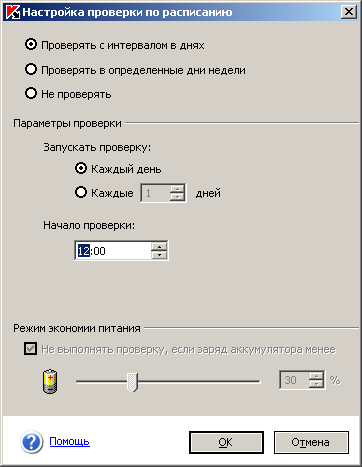 Настройка проверки по расписанию
Проверять с интервалом в днях
Проверять в определенные дни недели
Не проверять
Параметры проверки
Запускать проверку:
Каждый день
Каждые 1 дней
Начало проверки:
12:00
Режим экономии питания
Не выполнять проверку, если заряд аккумулятора менее
30 %
Помощь OK Отмена